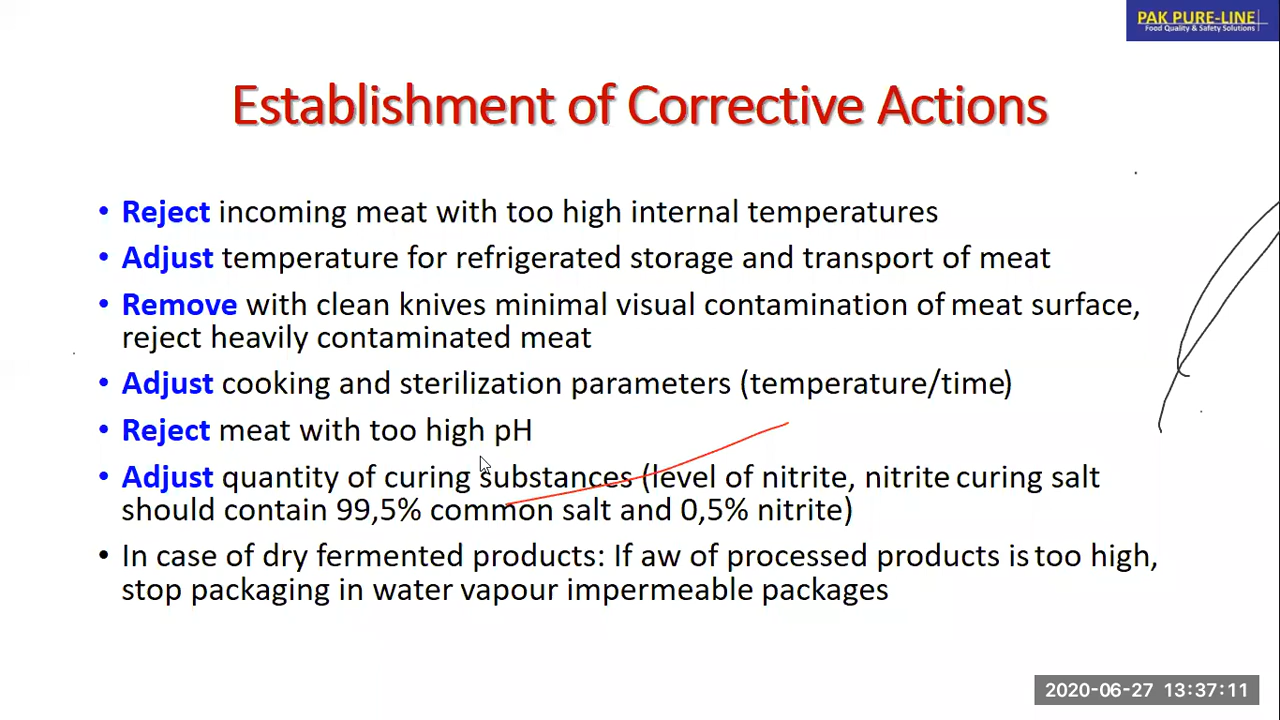 PAK PURE-LINE
Food Quality & Safety Solutions
Establishment of Corrective Actions
• Reject incoming meat with too high internal temperatures
• Adjust temperature for refrigerated storage and transport of meat
• Remove with clean knives minimal visual contamination of meat surface,
reject heavily contaminated meat
• Adjust cooking and sterilization parameters (temperature/time)
• Reject meat with too high pH
• Adjust quantity of curing substances (level of nitrite, nitrite curing salt
should contain 99,5% common salt and 0,5% nitrite)
• In case of dry fermented products: If aw of processed products is too high,
stop packaging in water vapour impermeable packages
2020-06-27 13:37:11